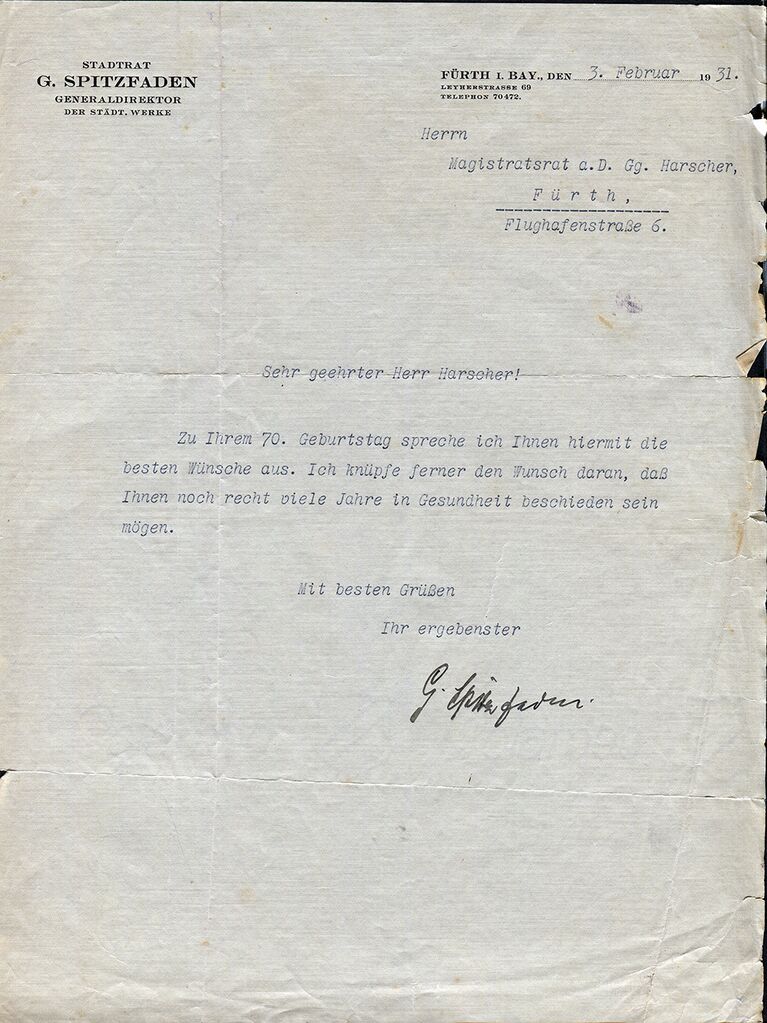 STADTRAT
G. SPITZFADEN
GENERALDIREKTOR
DER STÄDT. WERKE
FÜRTH I. BAY., DEN 3. Februar 1931.
LEYHERSTRASSE 69
TELEPHON 70472.
Herrn
Magistratsrat a.D. Gg. Harscher,
F ü r t h ,
Flughafenstraße 6.
Sehr geehrter Herr Harscher!
Zu Ihrem 70. Geburtstag spreche ich Ihnen hiermit die
besten Wünsche aus. Ich knüpfe ferner den Wunsch daran, daß
Ihnen noch recht viele Jahre in Gesundheit beschieden sein
mögen.
Mit besten Grüßen
Ihr ergebenster
G. Spitzfaden.